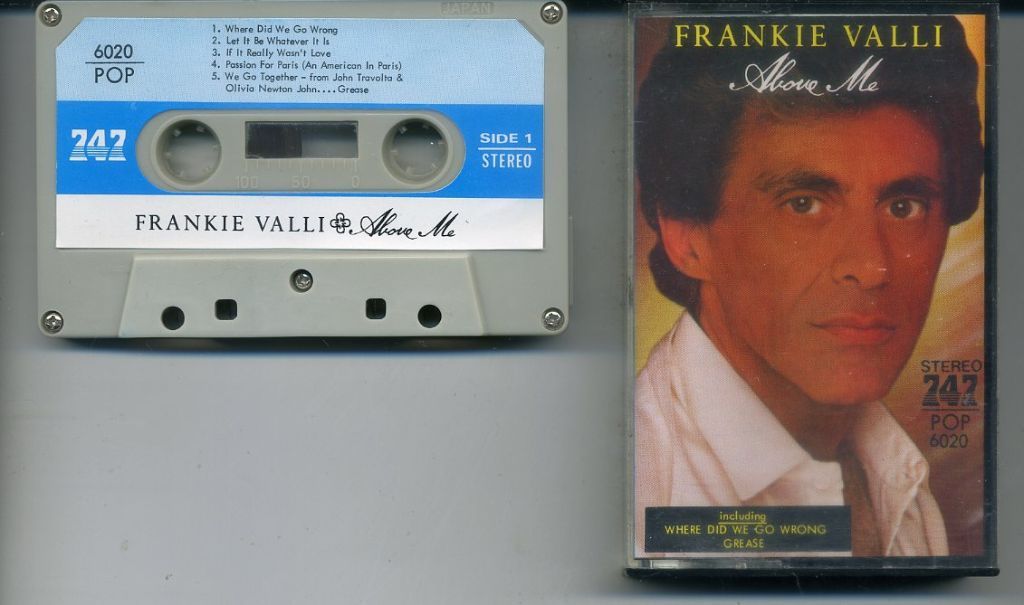 JAPAN
6020
POP
1. Where Did We Go Wrong
2. Let It Be Whatever It Is
3. If It Really Wasn't Love
4. Passion For Paris (An American In Paris)
5. We Go Together - from John Travolta &
Olivia Newton John....Grease
747
SIDE 1
STEREO
100 50 0
FRANKIE VALLI Above Me
FRANKIE VALLI
Above Me
STEREO
747
POP
6020
including
WHERE DID WE GO WRONG
GREASE